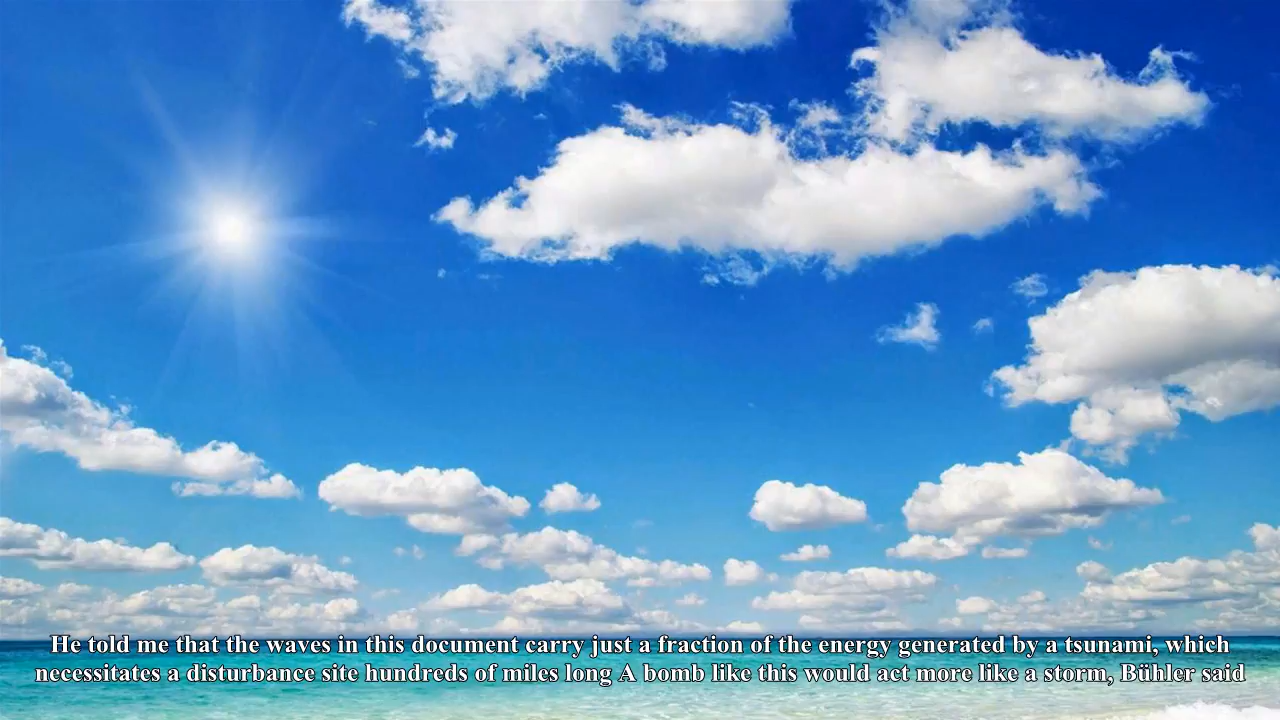 He told me that the waves in this document carry just a fraction of the energy generated by a tsunami, which
necessitates a disturbance site hundreds of miles long A bomb like this would act more like a storm, Bühler said